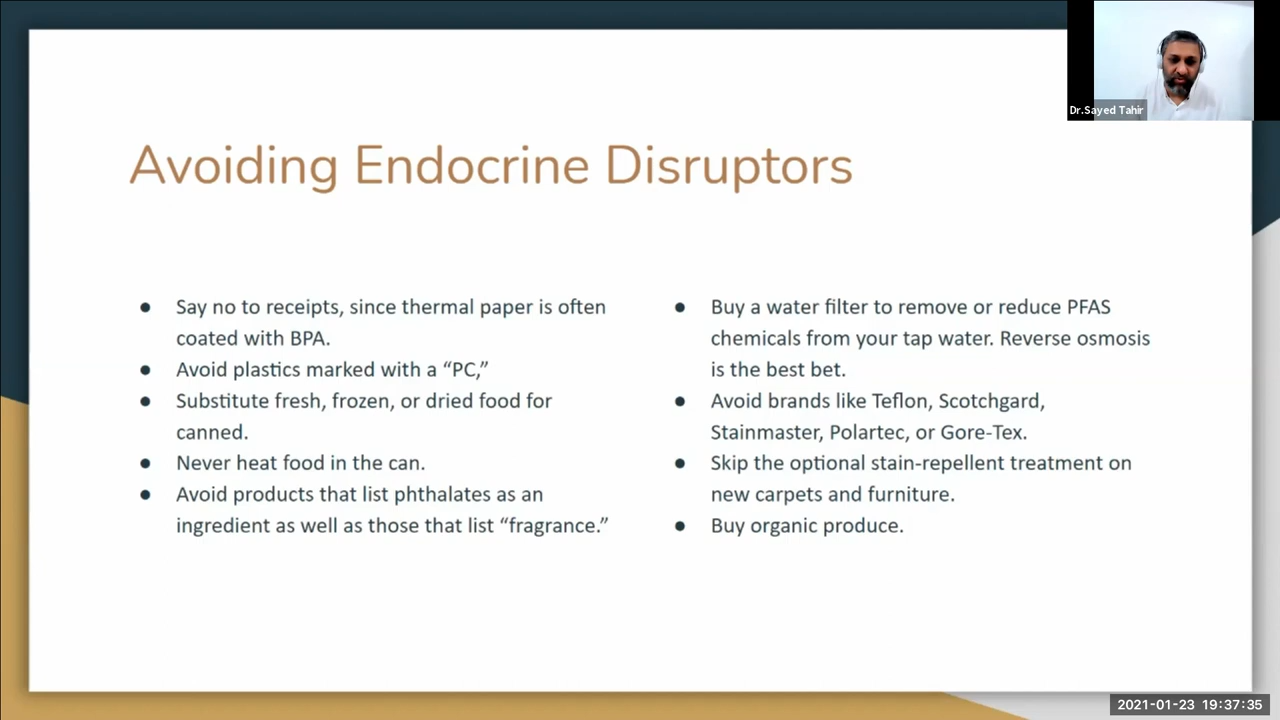 Dr.Sayed Tahir
Avoiding Endocrine Disruptors
● Say no to receipts, since thermal paper is often
coated with BPA.
● Avoid plastics marked with a “PC,”
● Substitute fresh, frozen, or dried food for
canned.
● Never heat food in the can.
● Avoid products that list phthalates as an
ingredient as well as those that list “fragrance.”
● Buy a water filter to remove or reduce PFAS
chemicals from your tap water. Reverse osmosis
is the best bet.
● Avoid brands like Teflon, Scotchgard,
Stainmaster, Polartec, or Gore-Tex.
● Skip the optional stain-repellent treatment on
new carpets and furniture.
● Buy organic produce.
2021-01-23 19:37:35